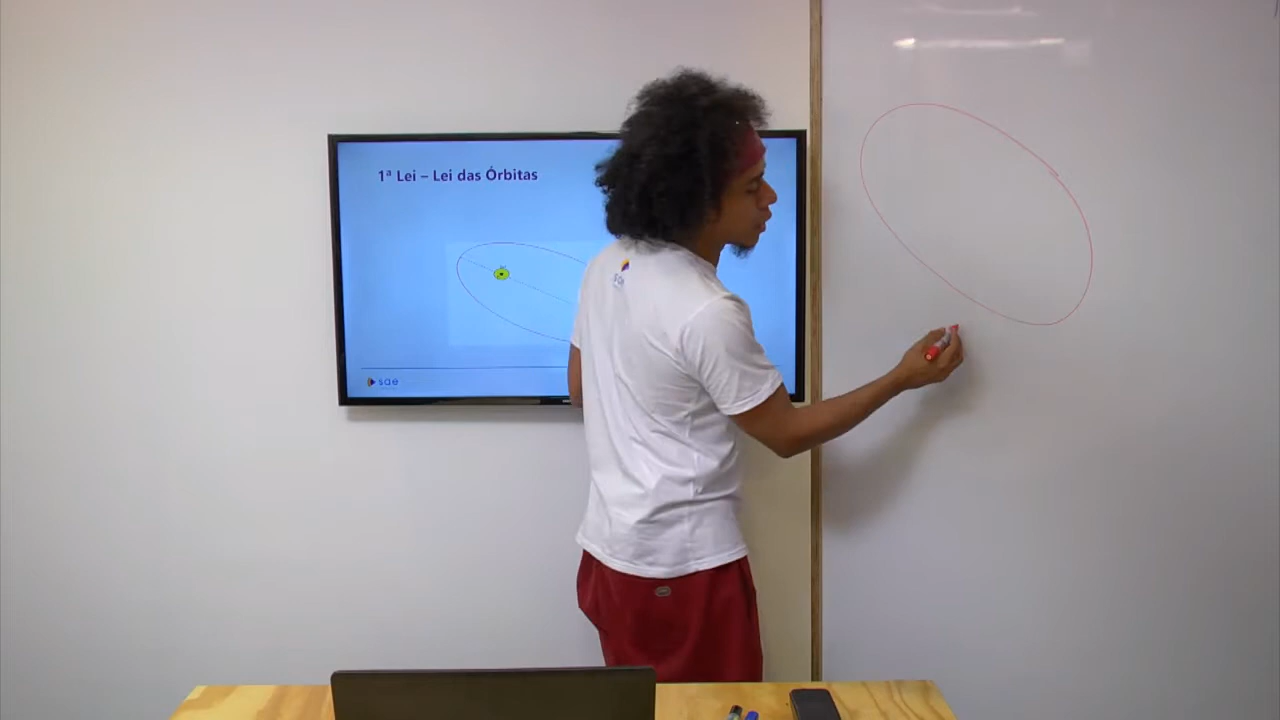 1ª Lei – Lei das Órbitas
sae